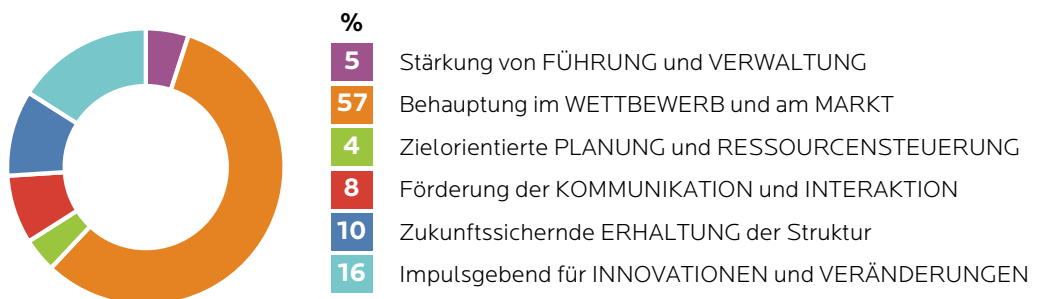 %
5 Stärkung von FÜHRUNG und VERWALTUNG
57 Behauptung im WETTBEWERB und am MARKT
4 Zielorientierte PLANUNG und RESSOURCENSTEUERUNG
8 Förderung der KOMMUNIKATION und INTERAKTION
10 Zukunftssichernde ERHALTUNG der Struktur
16 Impulsgebend für INNOVATIONEN und VERÄNDERUNGEN